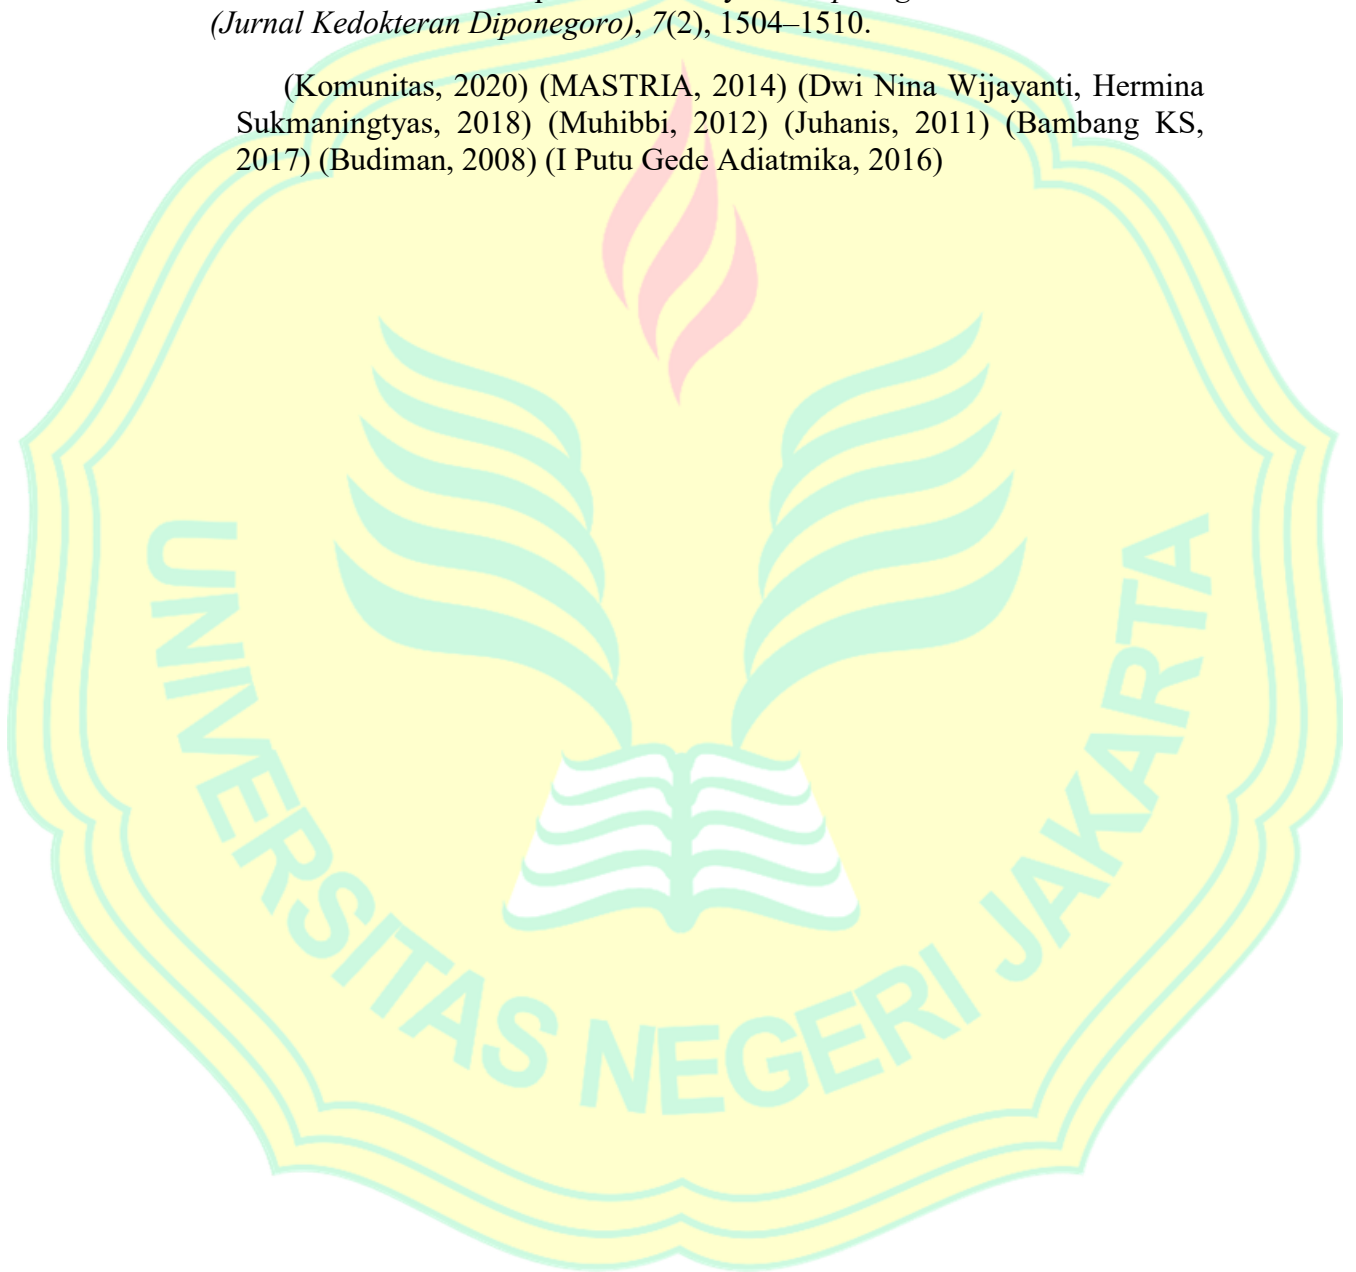 (Jurnal Kedokteran Diponegoro), 7(2), 1504–1510.
(Komunitas, 2020) (MASTRIA, 2014) (Dwi Nina Wijayanti, Hermina
Sukmaningtyas, 2018) (Muhibbi, 2012) (Juhanis, 2011) (Bambang KS,
2017) (Budiman, 2008) (I Putu Gede Adiatmika, 2016)
UNIVERSITAS NEGERI JAKARTA